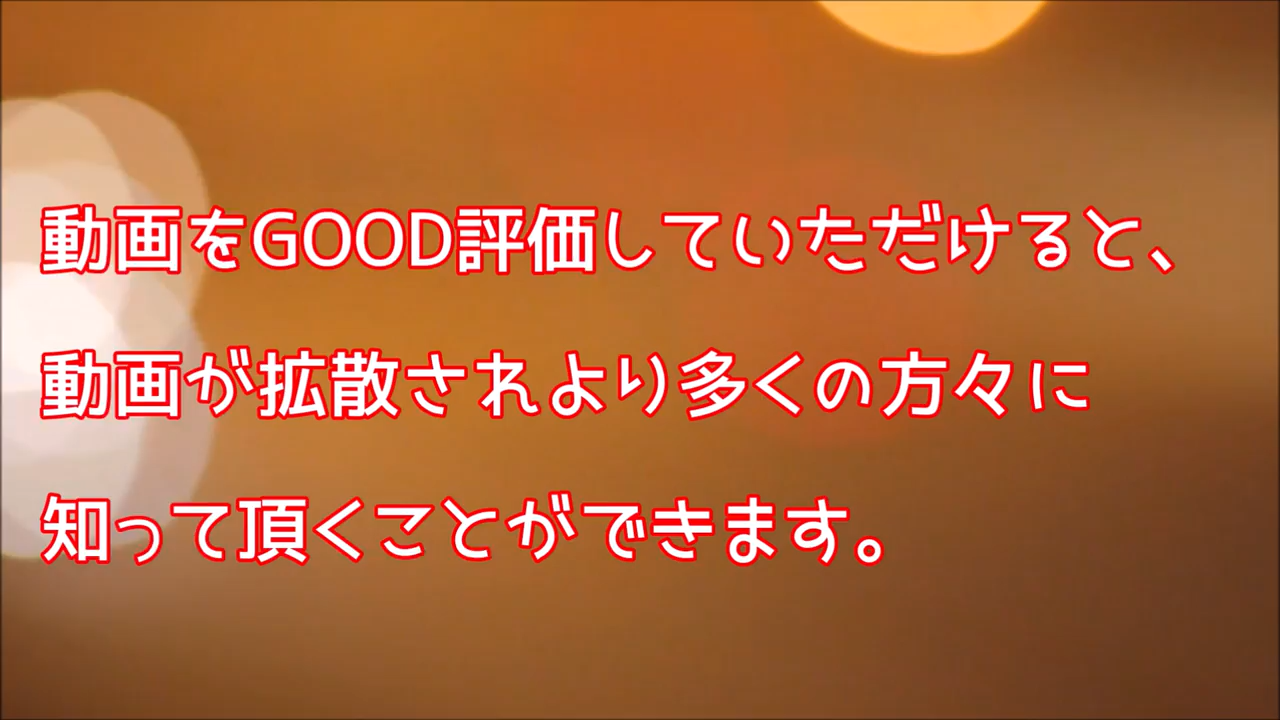 動画をGOOD評価していただけると、
動画が拡散されより多くの方々に
知って頂くことができます。